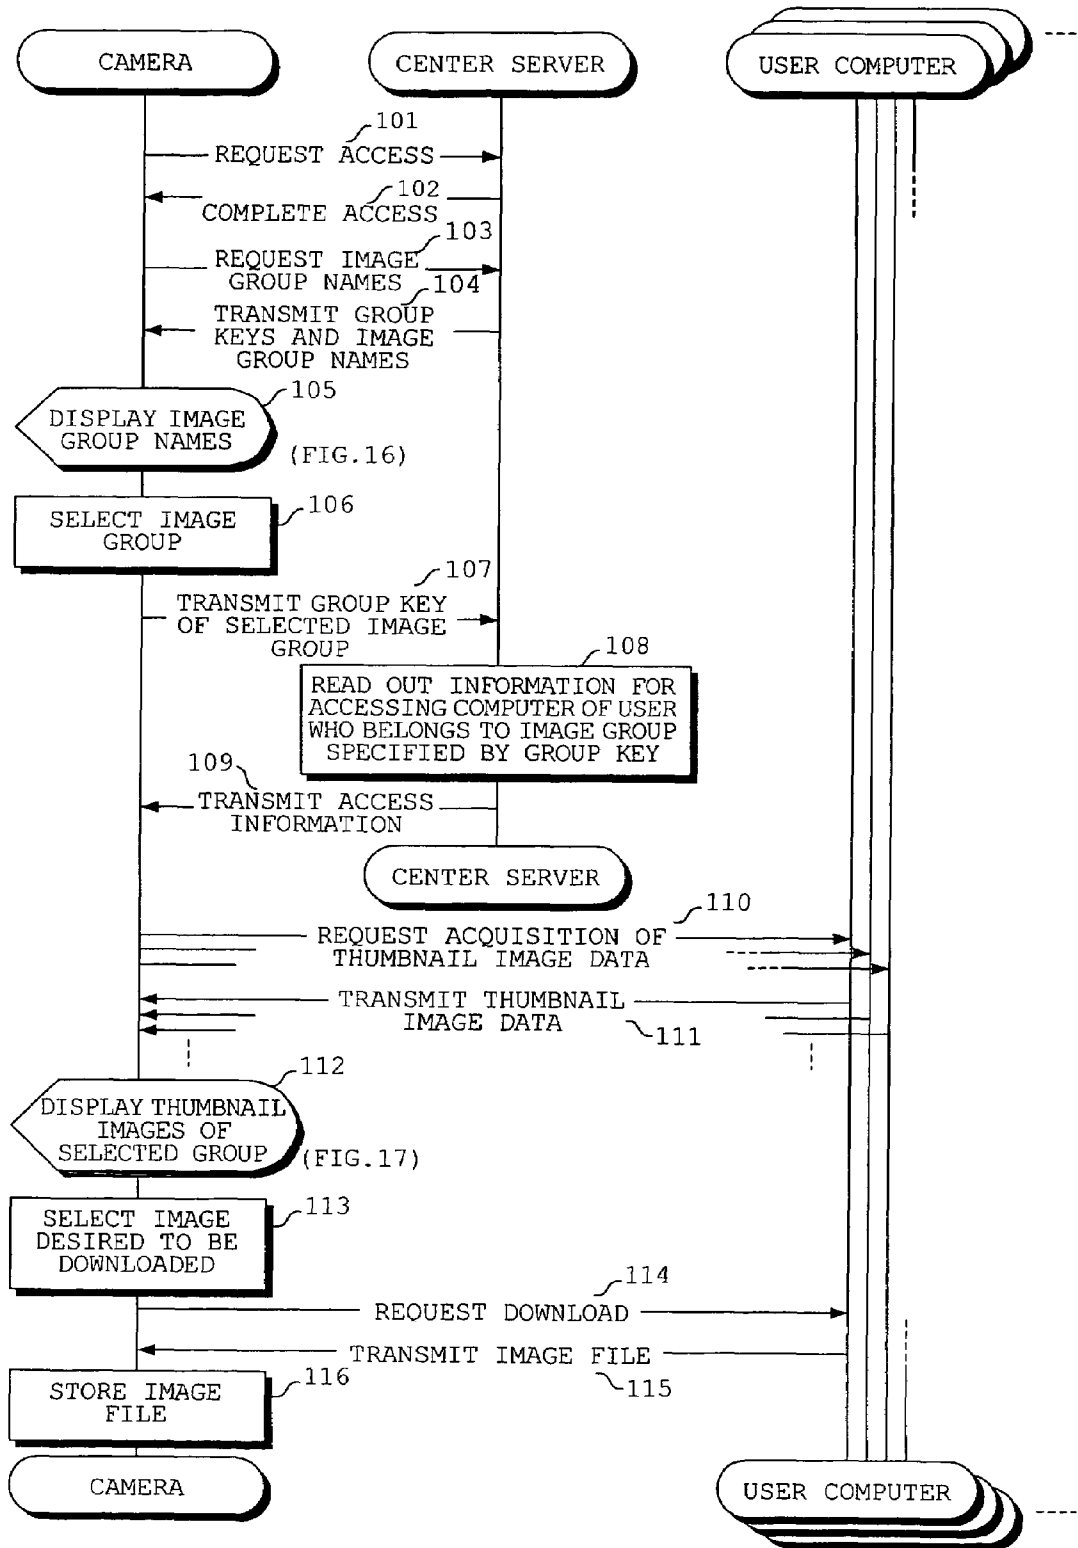 CAMERA
CENTER SERVER
USER COMPUTER
101
REQUEST ACCESS
102
COMPLETE ACCESS
103
REQUEST IMAGE
GROUP NAMES
104
TRANSMIT GROUP
KEYS AND IMAGE
GROUP NAMES
105
DISPLAY IMAGE
GROUP NAMES
(FIG.16)
106
SELECT IMAGE
GROUP
107
TRANSMIT GROUP KEY
OF SELECTED IMAGE
GROUP
108
READ OUT INFORMATION FOR
ACCESSING COMPUTER OF USER
WHO BELONGS TO IMAGE GROUP
SPECIFIED BY GROUP KEY
109
TRANSMIT ACCESS
INFORMATION
CENTER SERVER
110
REQUEST ACQUISITION OF
THUMBNAIL IMAGE DATA
TRANSMIT THUMBNAIL
IMAGE DATA
111
112
DISPLAY THUMBNAIL
IMAGES OF
SELECTED GROUP
(FIG.17)
113
SELECT IMAGE
DESIRED TO BE
DOWNLOADED
114
REQUEST DOWNLOAD
TRANSMIT IMAGE FILE
115
116
STORE IMAGE
FILE
CAMERA
USER COMPUTER